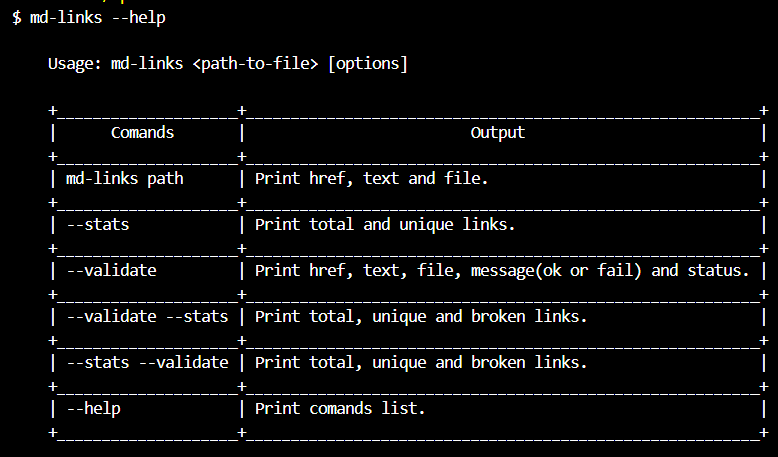 $ md-links --help
Usage: md-links <path-to-file> [options]
Comands | Output
md-links path | Print href, text and file.
--stats | Print total and unique links.
--validate | Print href, text, file, message(ok or fail) and status.
--validate --stats | Print total, unique and broken links.
--stats --validate | Print total, unique and broken links.
--help | Print comands list.